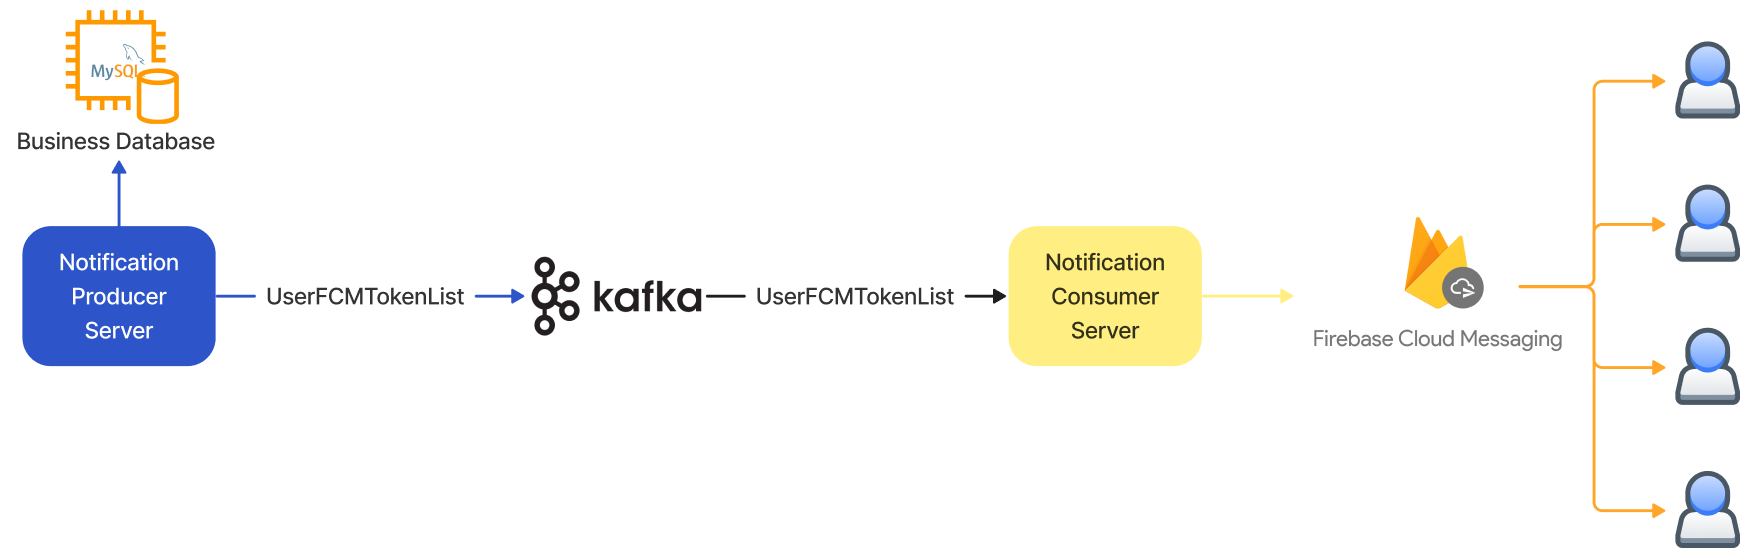 MySQL
Business Database
Notification
Producer
Server
UserFCMTokenList
kafka
UserFCMTokenList
Notification
Consumer
Server
Firebase Cloud Messaging